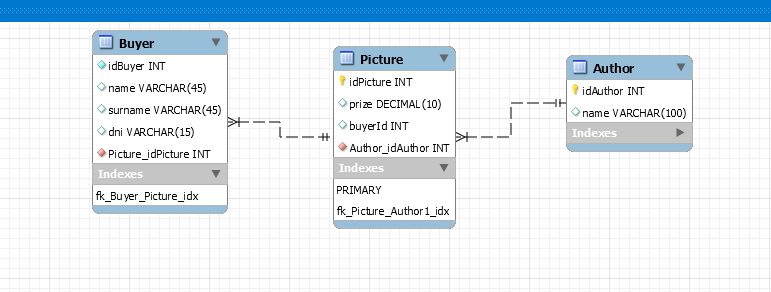 Buyer
idBuyer INT
name VARCHAR(45)
surname VARCHAR(45)
dni VARCHAR(15)
Picture_idPicture INT
Indexes
fk_Buyer_Picture_idx
Picture
idPicture INT
prize DECIMAL(10)
buyerId INT
Author_idAuthor INT
Indexes
PRIMARY
fk_Picture_Author1_idx
Author
idAuthor INT
name VARCHAR(100)
Indexes